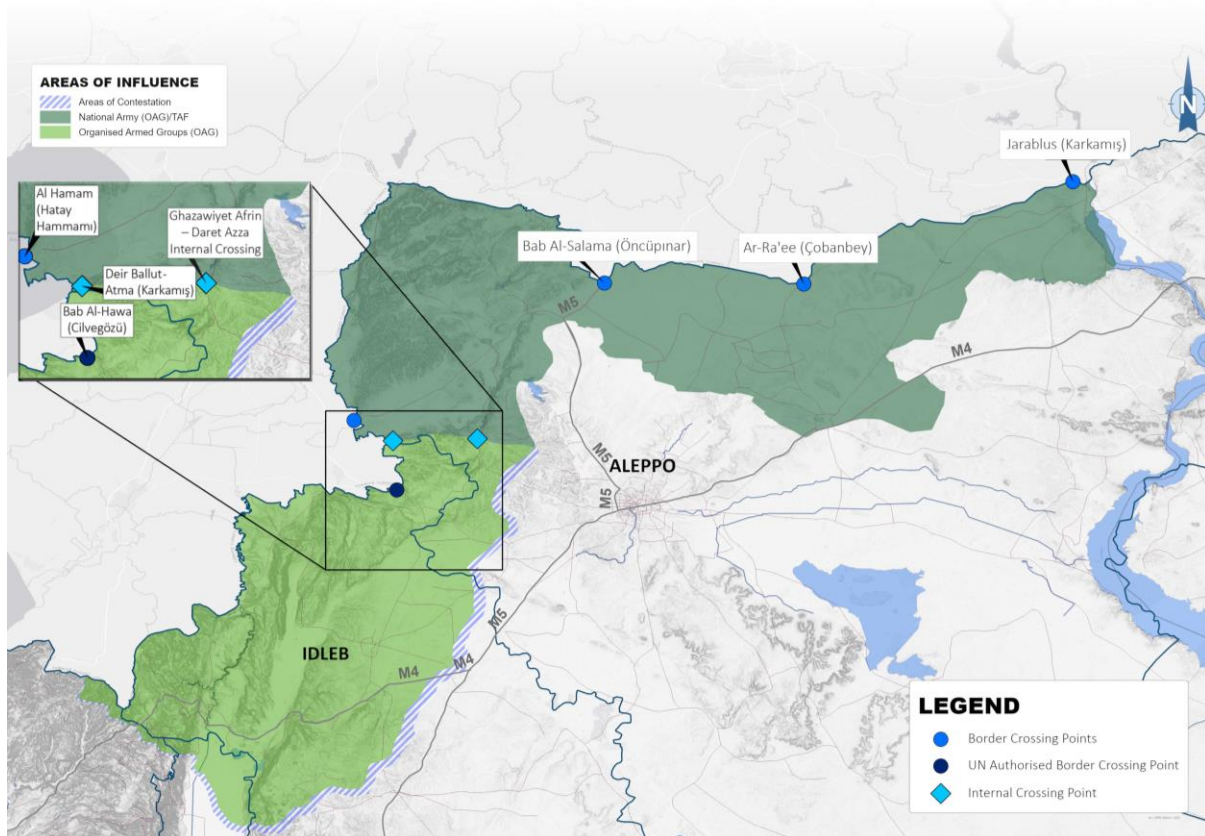 AREAS OF INFLUENCE
Areas of Contestation
National Army (OAG)/TAF
Organised Armed Groups (OAG)
N
Jarablus (Karkamış)
Al Hamam
(Hatay
Hammamı)
Ghazawiyet Afrin
– Daret Azza
Internal Crossing
Deir Ballut-
Atma (Karkamış)
Bab Al-Hawa
(Cilvegözü)
Bab Al-Salama (Öncüpınar)
Ar-Ra'ee (Çobanbey)
M5
M4
M5
ALEPPO
M5
M5
IDLEB
M4
M4
LEGEND
Border Crossing Points
UN Authorised Border Crossing Point
Internal Crossing Point